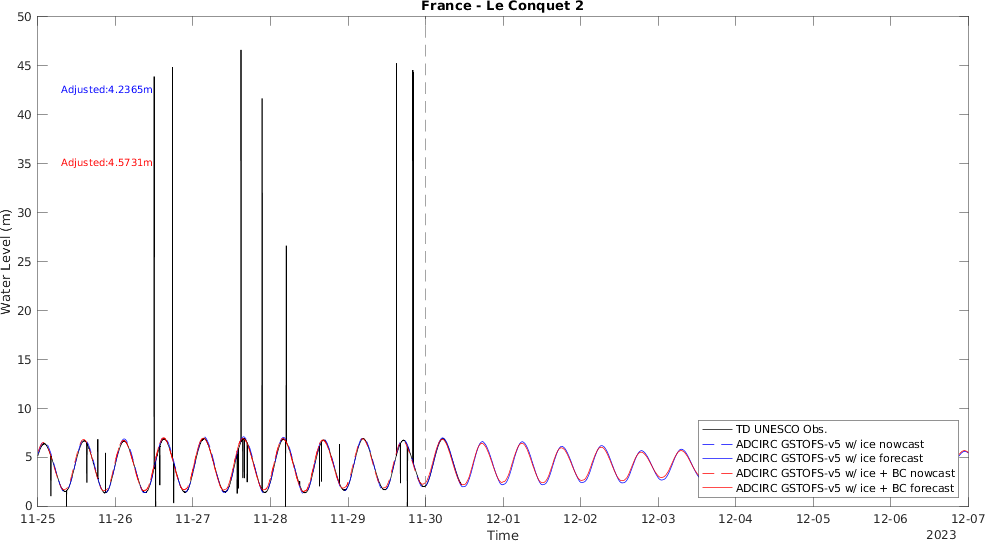 France - Le Conquet 2
50
45
40
35
30
25
20
15
10
5
0
Water Level (m)
Adjusted:4.2365m
Adjusted:4.5731m
TD UNESCO Obs.
ADCIRC GSTOFS-v5 w/ ice nowcast
ADCIRC GSTOFS-v5 w/ ice forecast
ADCIRC GSTOFS-v5 w/ ice + BC nowcast
ADCIRC GSTOFS-v5 w/ ice + BC forecast
11-25 11-26 11-27 11-28 11-29 11-30 12-01 12-02 12-03 12-04 12-05 12-06 12-07
Time
2023